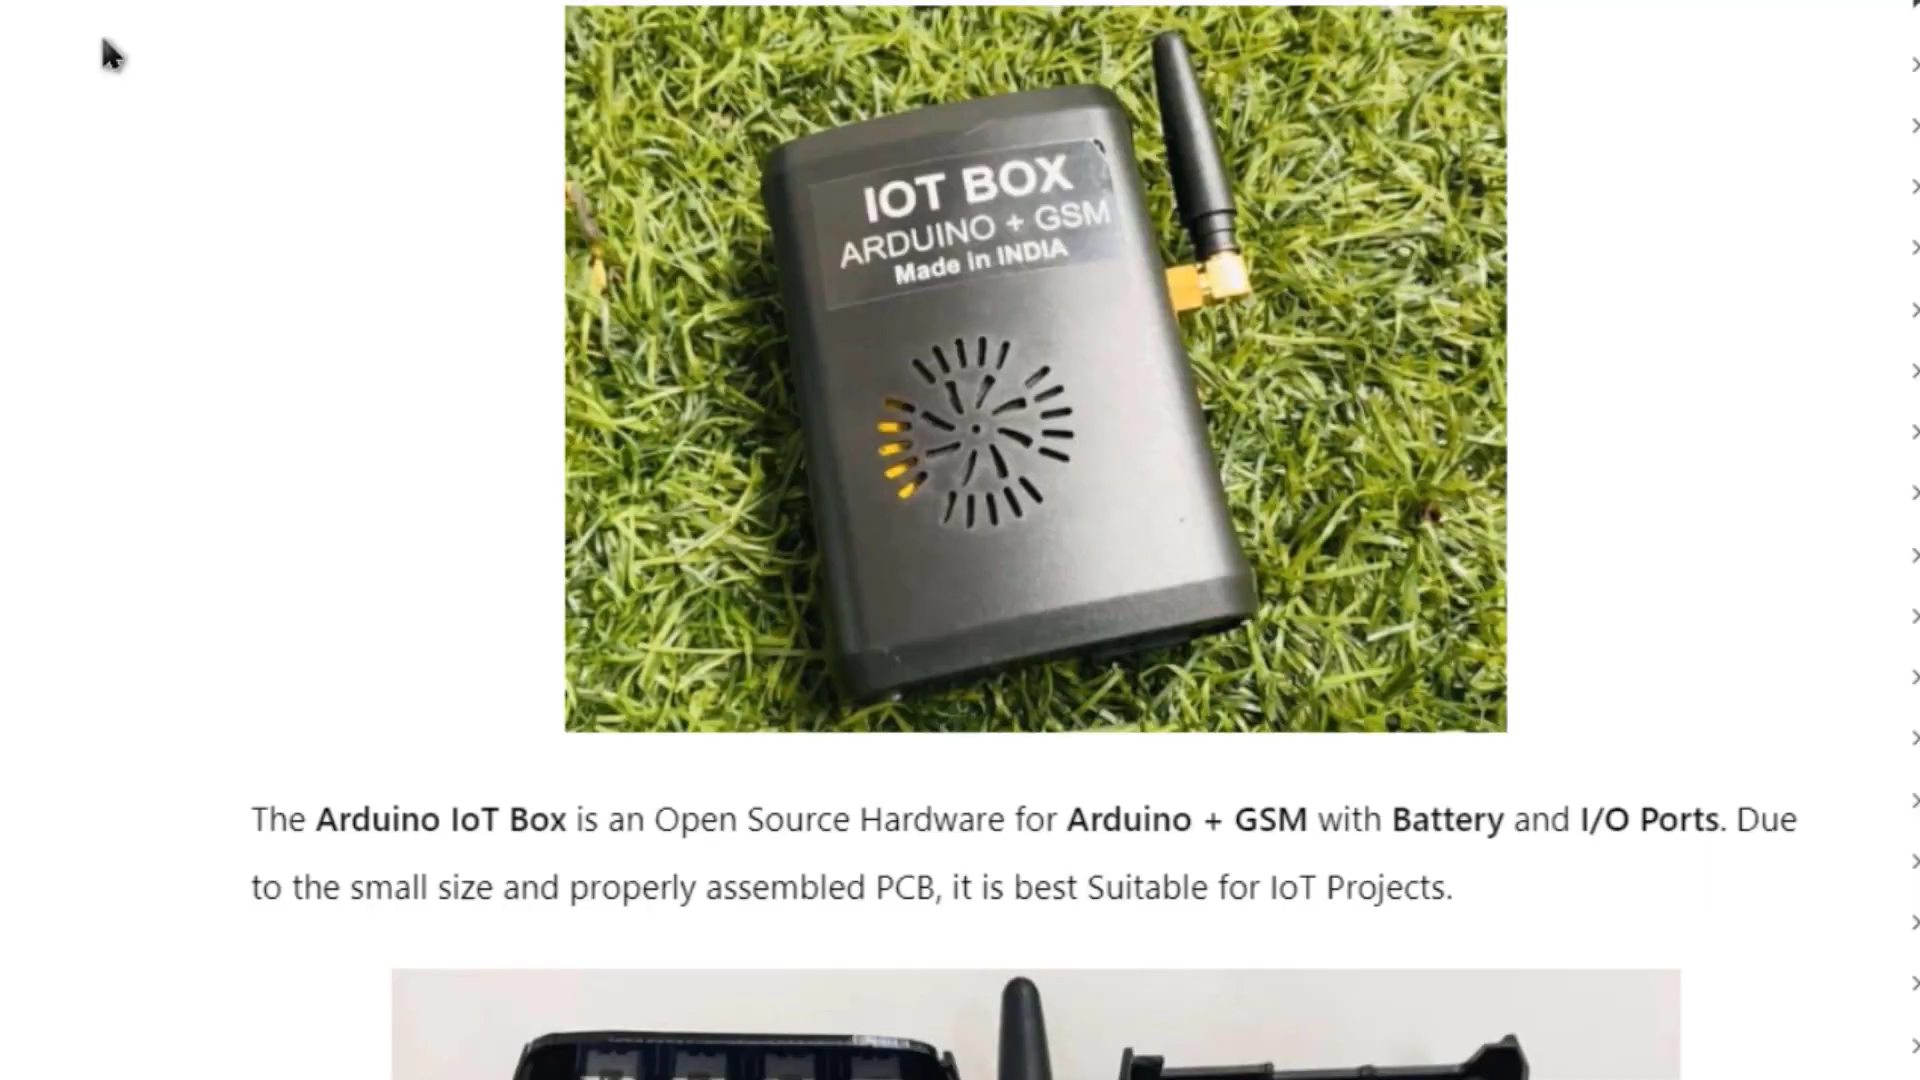 IOT BOX
ARDUINO + GSM
Made in INDIA
The Arduino IoT Box is an Open Source Hardware for Arduino + GSM with Battery and I/O Ports. Due
to the small size and properly assembled PCB, it is best Suitable for IoT Projects.